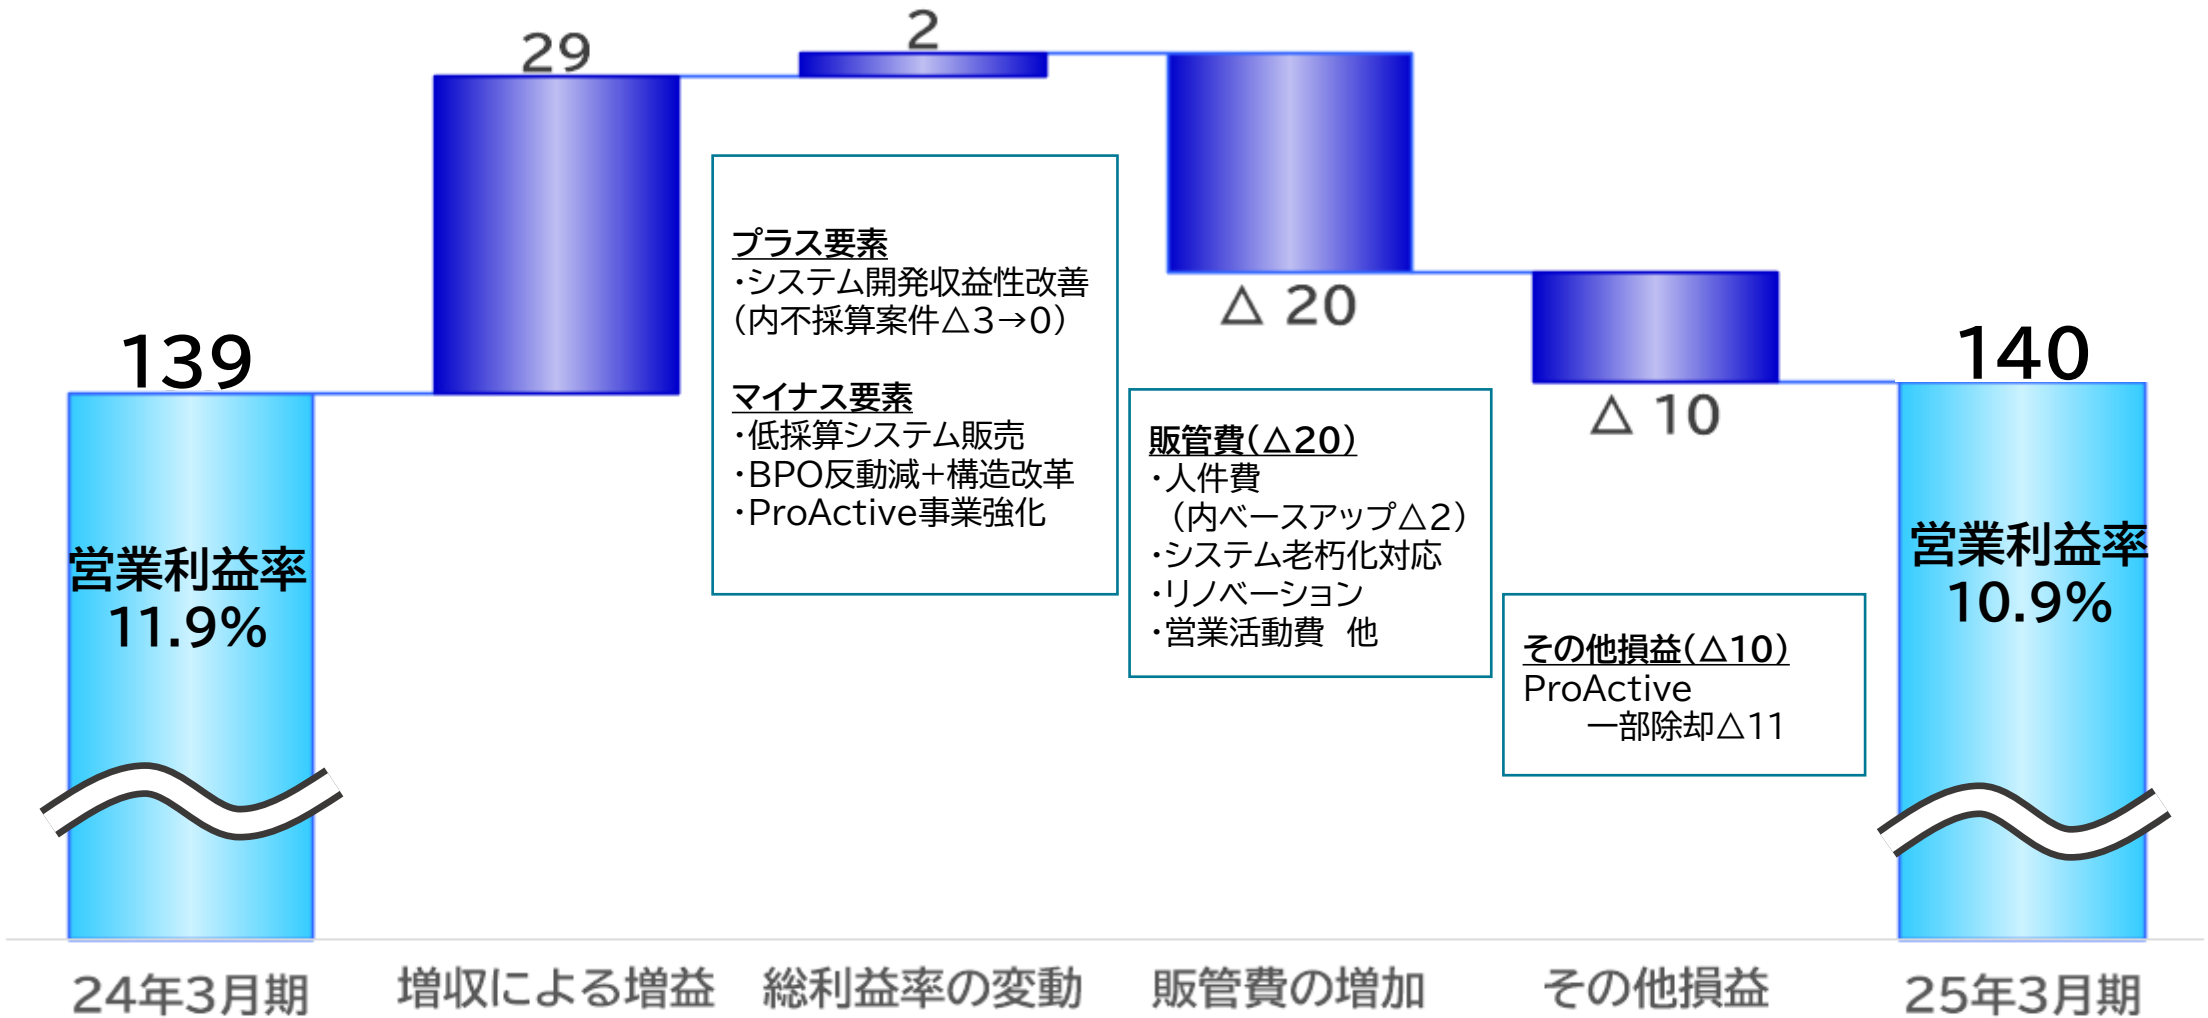 29
2
139
△ 20
△ 10
140
営業利益率
11.9%
プラス要素
・システム開発収益性改善
（内不採算案件△3→0）
マイナス要素
・低採算システム販売
・BPO反動減＋構造改革
・ProActive事業強化
販管費（△20）
・人件費
（内ベースアップ△2）
・システム老朽化対応
・リノベーション
・営業活動費　他
その他損益（△10）
ProActive
一部除却△11
営業利益率
10.9%
24年3月期
増収による増益
総利益率の変動
販管費の増加
その他損益
25年3月期